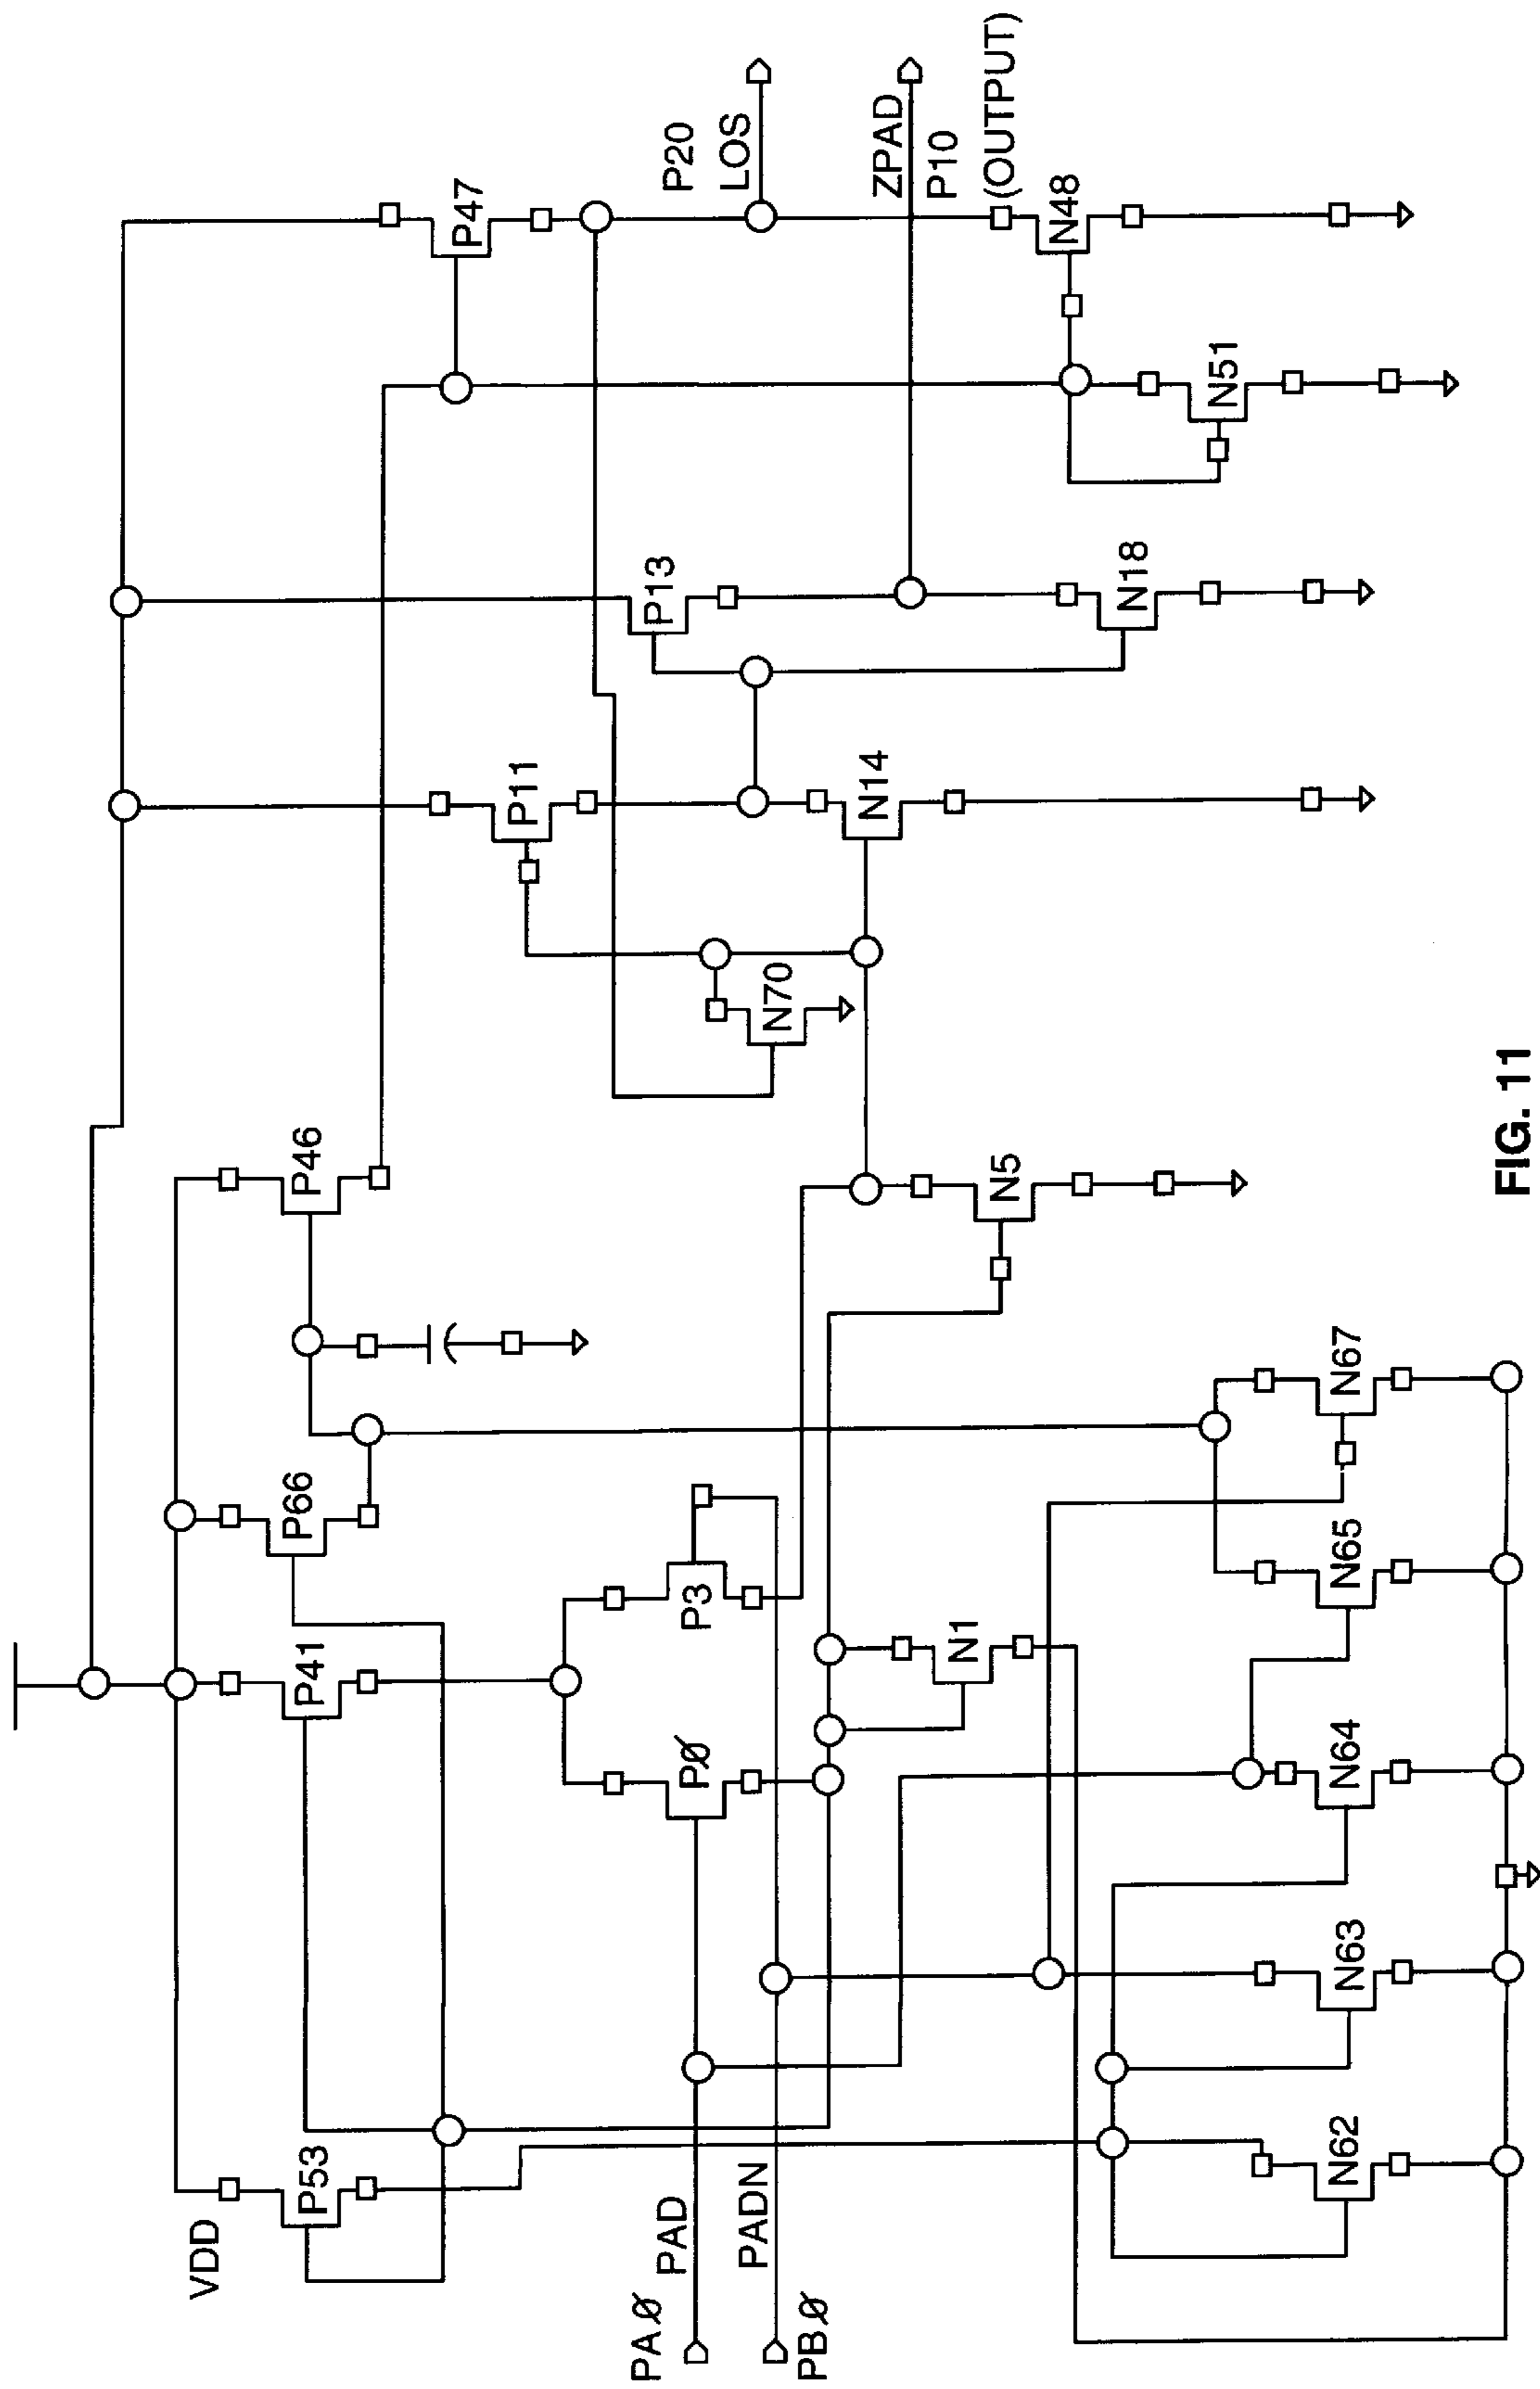 VDD
P53
P41
P66
P46
P47
PAØ
PAD
PADN
PBØ
PØ
P3
P11
P13
P20
LOS
ZPAD
P10
(OUTPUT)
N70
N14
N1
N5
N18
N48
N51
N62
N63
N64
N65
N67
FIG. 11